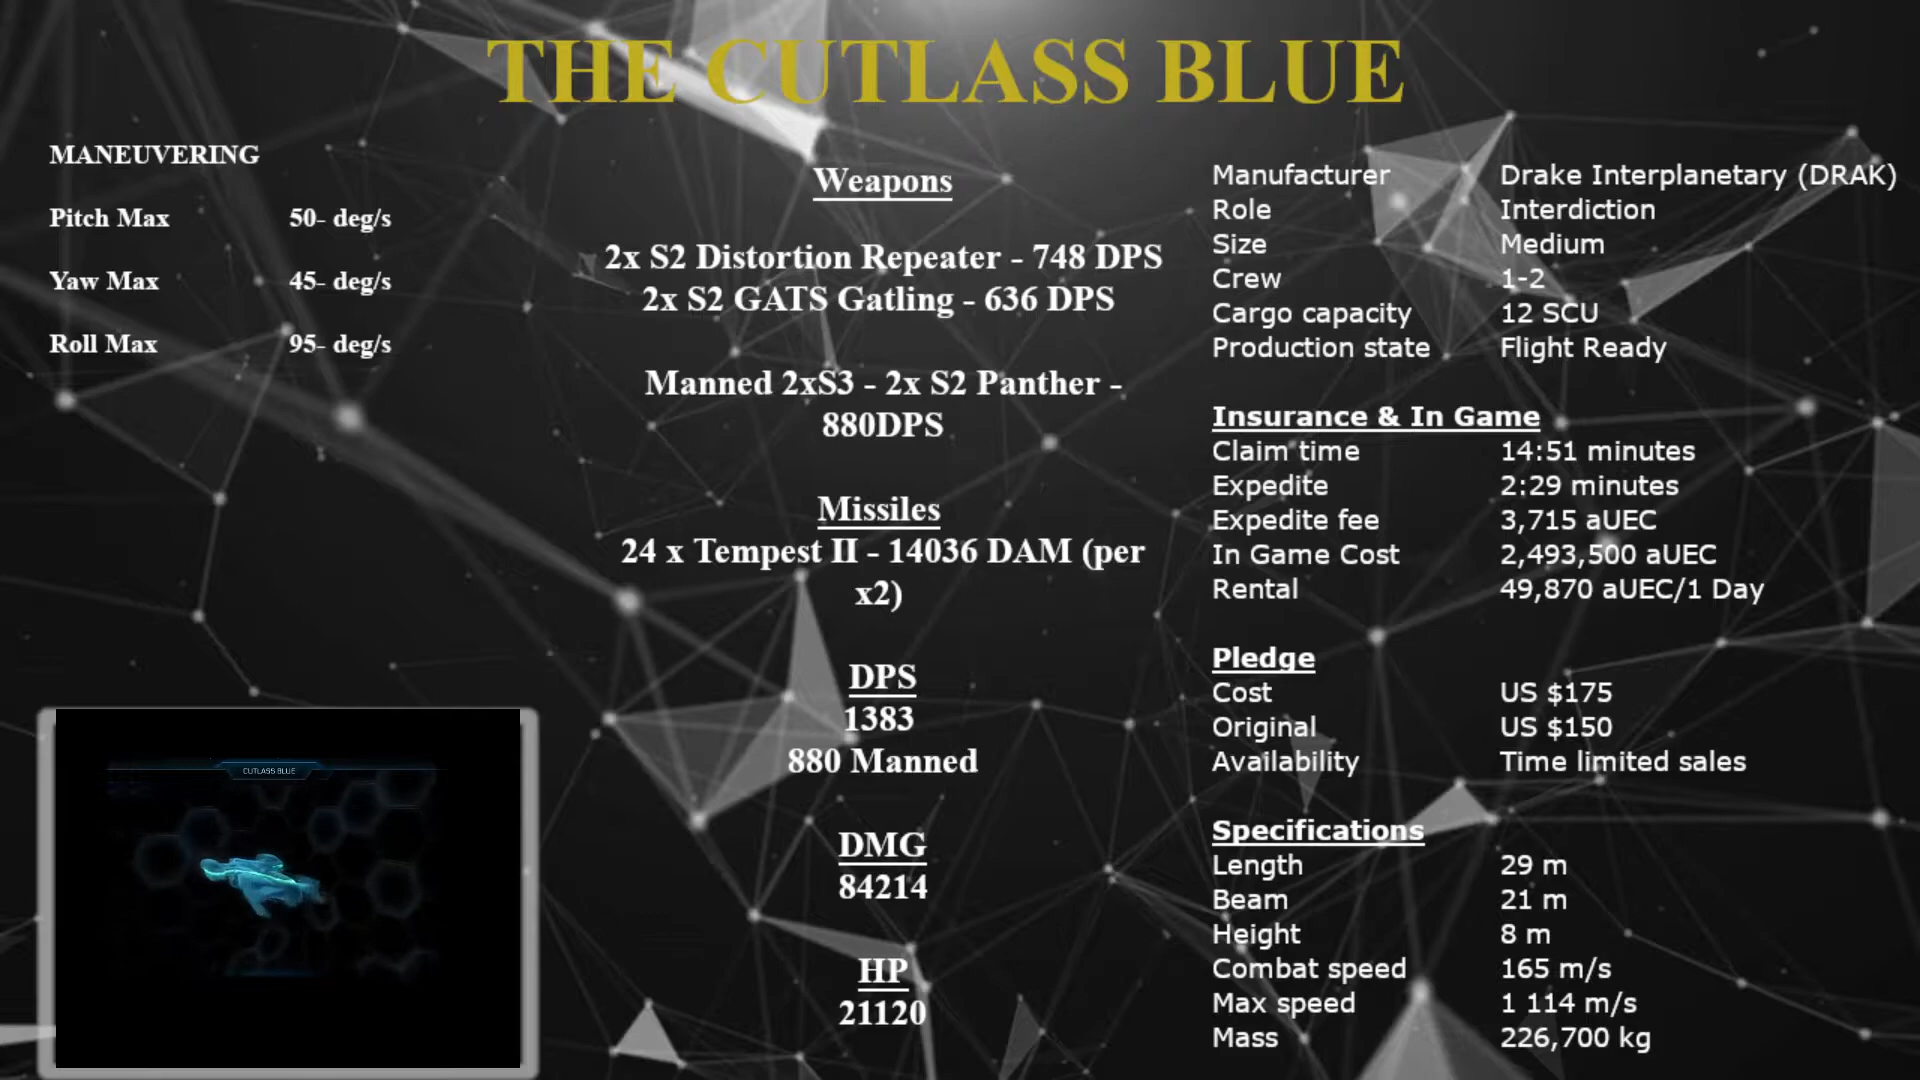 THE CUTLASS BLUE
MANEUVERING
Pitch Max 50- deg/s
Yaw Max 45- deg/s
Roll Max 95- deg/s
CUTLASS BLUE
Weapons
2x S2 Distortion Repeater - 748 DPS
2x S2 GATS Gatling - 636 DPS
Manned 2xS3 - 2x S2 Panther -
880DPS
Missiles
24 x Tempest II - 14036 DAM (per
x2)
DPS
1383
880 Manned
DMG
84214
HP
21120
Manufacturer Drake Interplanetary (DRAK)
Role Interdiction
Size Medium
Crew 1-2
Cargo capacity 12 SCU
Production state Flight Ready
Insurance & In Game
Claim time 14:51 minutes
Expedite 2:29 minutes
Expedite fee 3,715 aUEC
In Game Cost 2,493,500 aUEC
Rental 49,870 aUEC/1 Day
Pledge
Cost US $175
Original US $150
Availability Time limited sales
Specifications
Length 29 m
Beam 21 m
Height 8 m
Combat speed 165 m/s
Max speed 1 114 m/s
Mass 226,700 kg